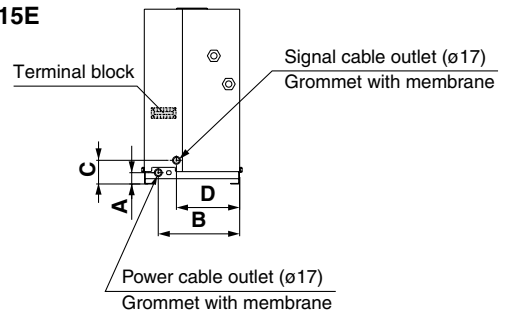 15E
Signal cable outlet (ø17)
Grommet with membrane
Terminal block
C
A
D
B
Power cable outlet (ø17)
Grommet with membrane